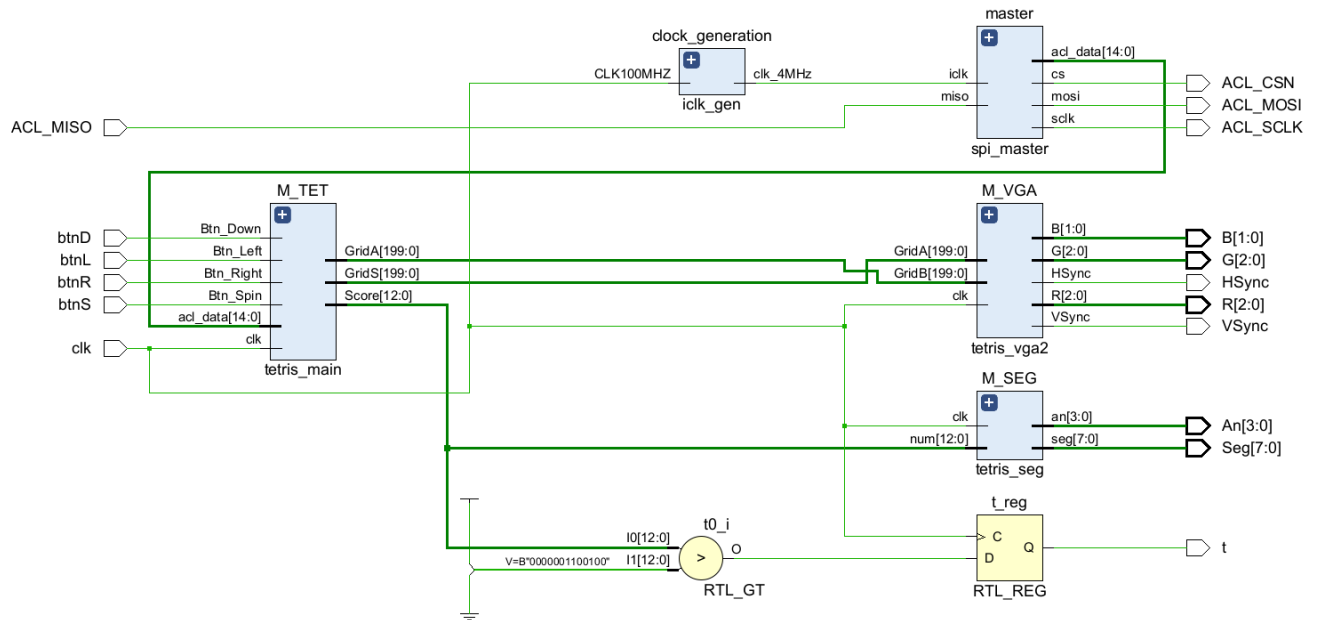 master
clock_generation
acl_data[14:0]
CLK100MHZ
clk_4MHz
iclk
cs
ACL_CSN
miso
mosi
ACL_MOSI
iclk_gen
ACL_MISO
sclk
ACL_SCLK
spi_master
M_TET
M_VGA
btnD
Btn_Down
B[1:0]
B[1:0]
btnL
Btn_Left
GridA[199:0]
GridA[199:0]
G[2:0]
G[2:0]
btnR
Btn_Right
GridS[199:0]
GridB[199:0]
HSync
HSync
btnS
Btn_Spin
Score[12:0]
clk
R[2:0]
R[2:0]
acl_data[14:0]
VSync
VSync
clk
clk
tetris_main
tetris_vga2
M_SEG
clk
an[3:0]
An[3:0]
num[12:0]
seg[7:0]
Seg[7:0]
tetris_seg
t_reg
t0_i
I0[12:0]
V=B"0000001100100"
I1[12:0]
>
O
C
D
Q
t
RTL_GT
RTL_REG